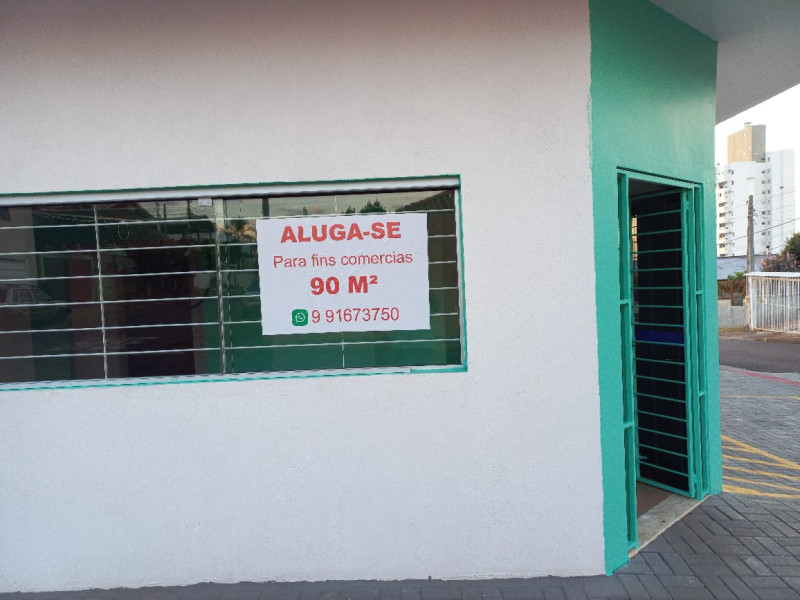 ALUGA-SE
Para fins comercias
90 M²
9 91673750